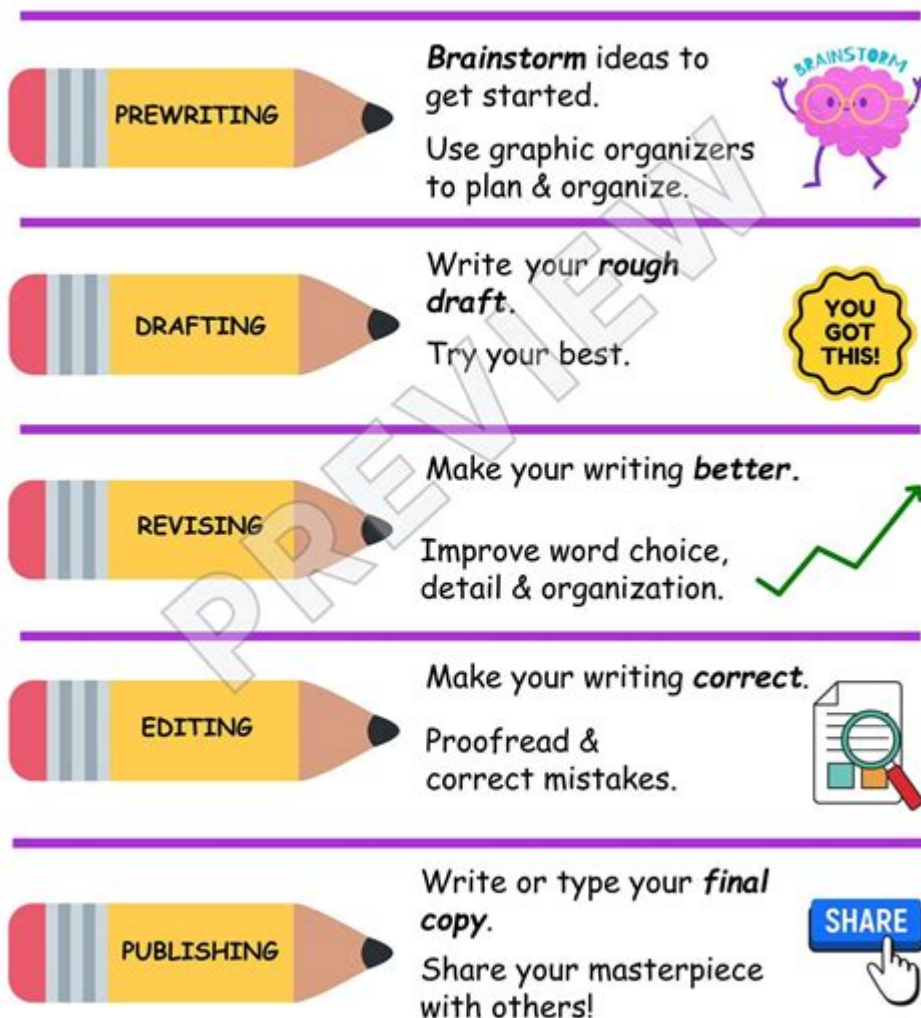 PREWRITING
Brainstorm ideas to
get started.
Use graphic organizers
to plan & organize.
BRAINSTORM
DRAFTING
Write your rough
draft.
Try your best.
YOU
GOT
THIS!
REVISING
Make your writing better.
Improve word choice,
detail & organization.
EDITING
Make your writing correct.
Proofread &
correct mistakes.
PUBLISHING
Write or type your final
copy.
Share your masterpiece
with others!
SHARE
PREVIEW